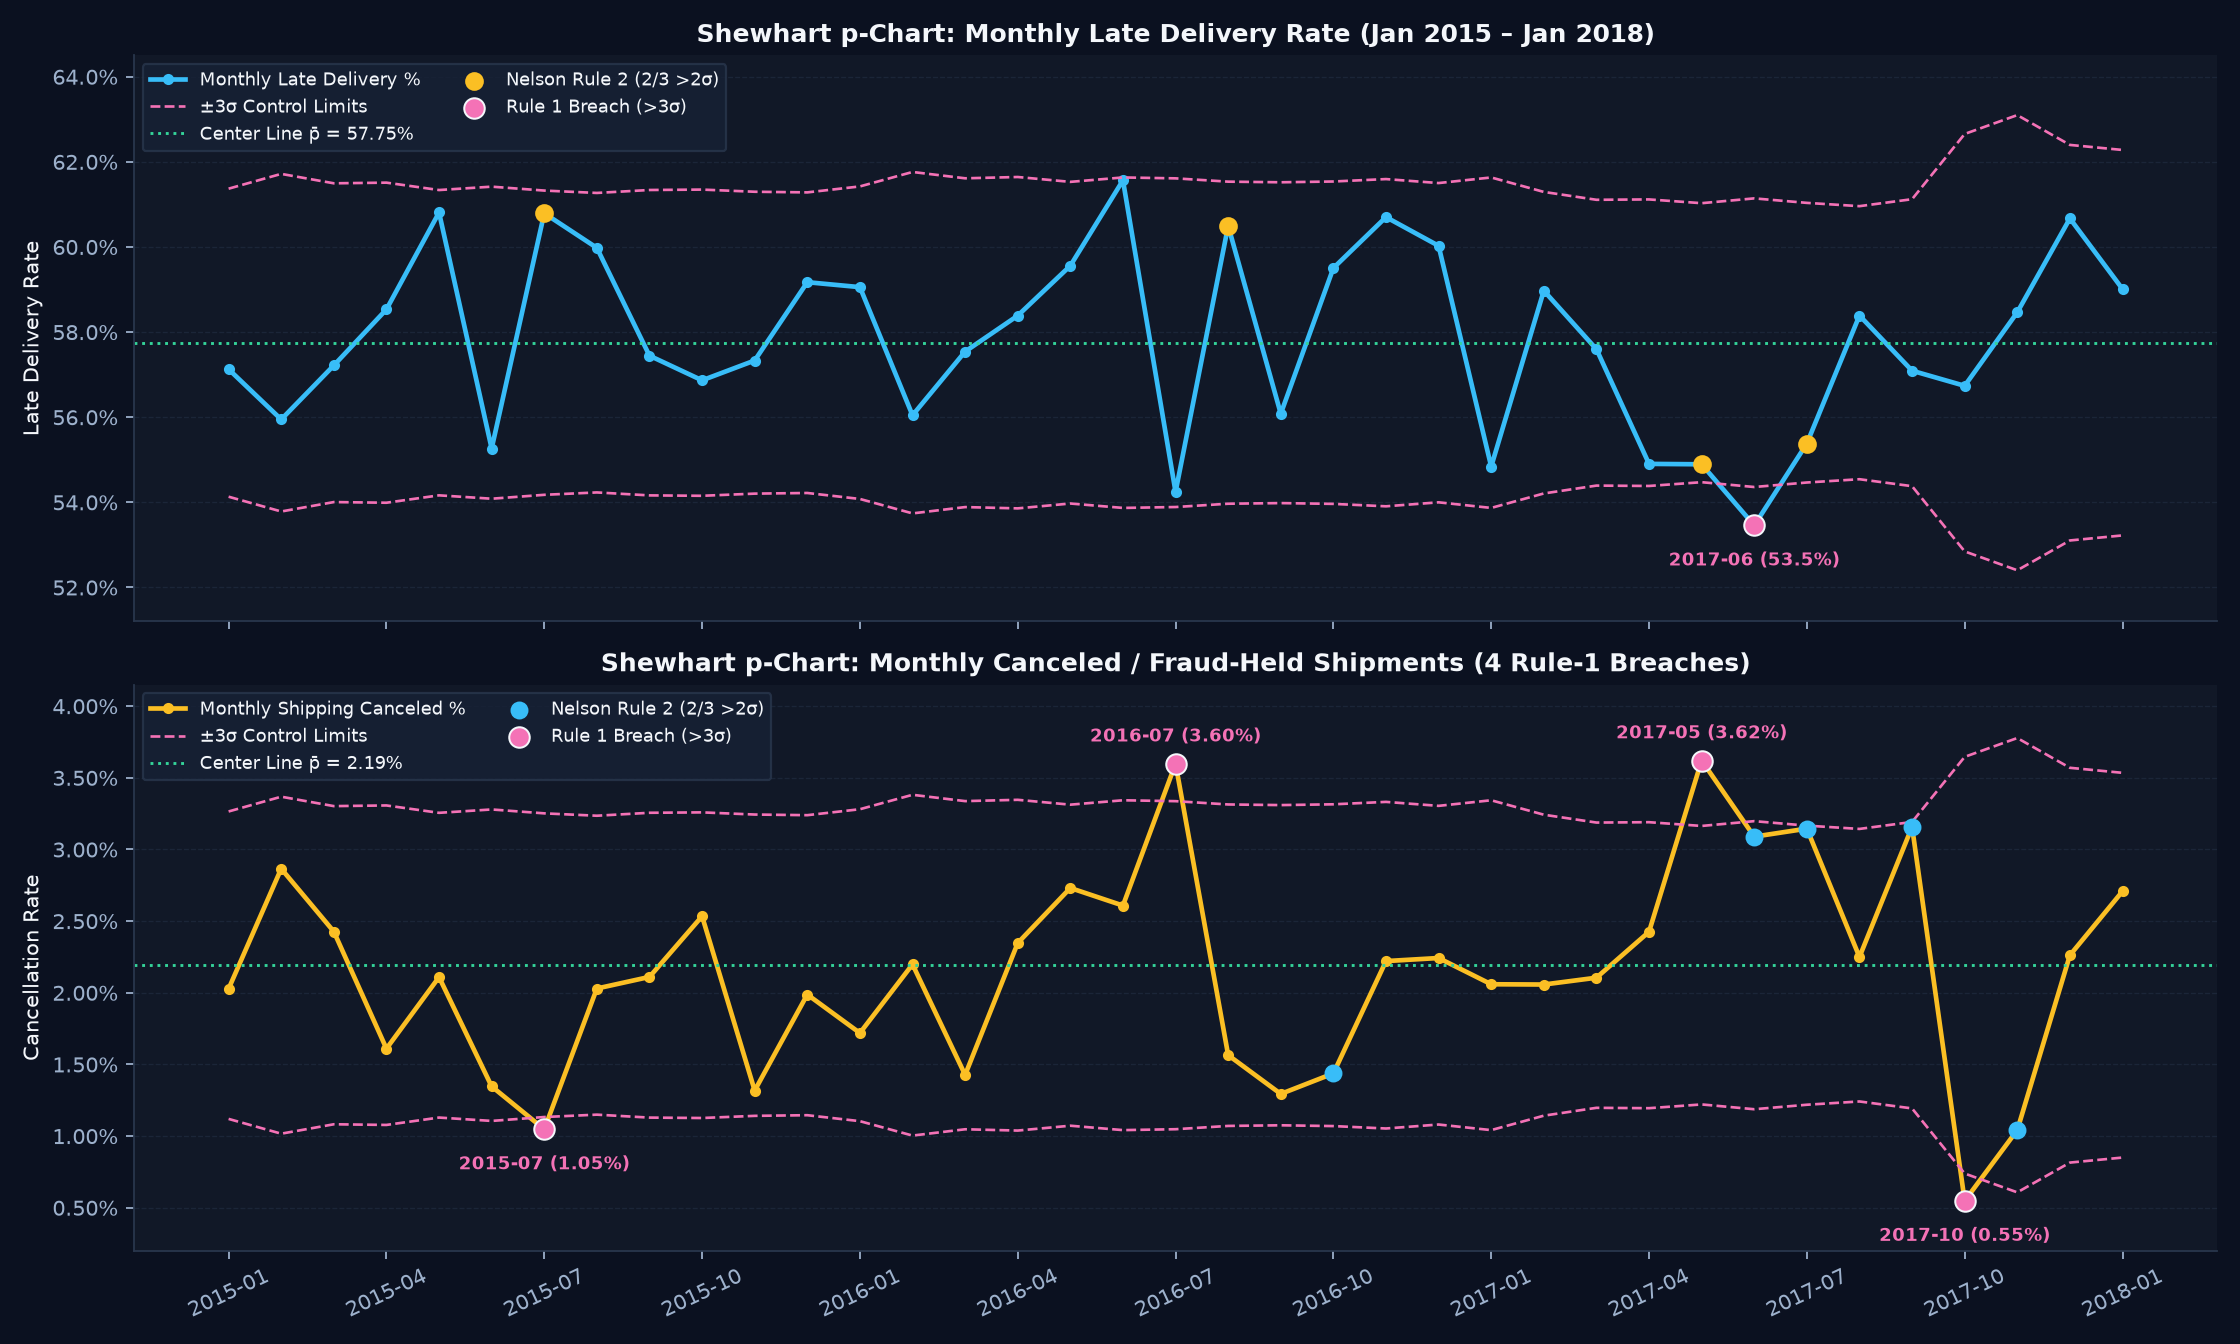 Shewhart p-Chart: Monthly Late Delivery Rate (Jan 2015 – Jan 2018)
Monthly Late Delivery %
±3σ Control Limits
Center Line p̄ = 57.75%
Nelson Rule 2 (2/3 >2σ)
Rule 1 Breach (>3σ)
Late Delivery Rate
64.0%
62.0%
60.0%
58.0%
56.0%
54.0%
52.0%
2017-06 (53.5%)
Shewhart p-Chart: Monthly Canceled / Fraud-Held Shipments (4 Rule-1 Breaches)
Monthly Shipping Canceled %
±3σ Control Limits
Center Line p̄ = 2.19%
Nelson Rule 2 (2/3 >2σ)
Rule 1 Breach (>3σ)
Cancellation Rate
4.00%
3.50%
3.00%
2.50%
2.00%
1.50%
1.00%
0.50%
2016-07 (3.60%)
2017-05 (3.62%)
2015-07 (1.05%)
2017-10 (0.55%)
2015-01
2015-04
2015-07
2015-10
2016-01
2016-04
2016-07
2016-10
2017-01
2017-04
2017-07
2017-10
2018-01